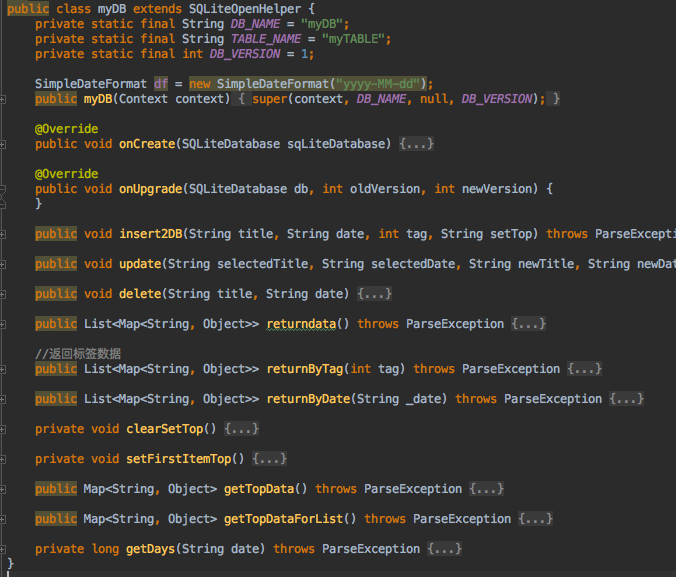 public class myDB extends SQLiteOpenHelper {
private static final String DB_NAME = "myDB";
private static final String TABLE_NAME = "myTABLE";
private static final int DB_VERSION = 1;
SimpleDateFormat df = new SimpleDateFormat("yyyy-MM-dd");
public myDB(Context context) { super(context, DB_NAME, null, DB_VERSION); }
@Override
public void onCreate(SQLiteDatabase sqLiteDatabase) {...}
@Override
public void onUpgrade(SQLiteDatabase db, int oldVersion, int newVersion) {
}
public void insert2DB(String title, String date, int tag, String setTop) throws ParseExcepti
public void update(String selectedTitle, String selectedDate, String newTitle, String newDat
public void delete(String title, String date) {...}
public List<Map<String, Object>> returndata() throws ParseException {...}
//返回标签数据
public List<Map<String, Object>> returnByTag(int tag) throws ParseException {...}
public List<Map<String, Object>> returnByDate(String _date) throws ParseException {...}
private void clearSetTop() {...}
private void setFirstItemTop() {...}
public Map<String, Object> getTopData() throws ParseException {...}
public Map<String, Object> getTopDataForList() throws ParseException {...}
private long getDays(String date) throws ParseException {...}
}